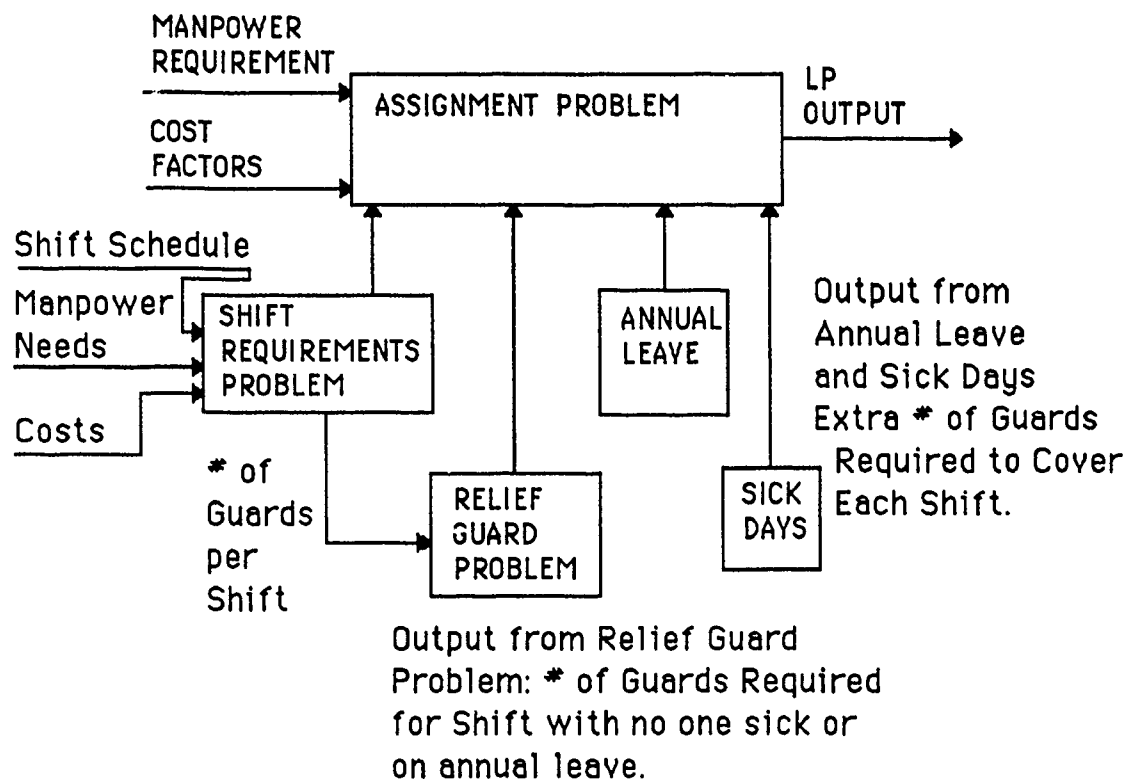 MANPOWER
REQUIREMENT
ASSIGNMENT PROBLEM
LP
OUTPUT
COST
FACTORS
Shift Schedule
Manpower
Needs
Costs
SHIFT
REQUIREMENTS
PROBLEM
ANNUAL
LEAVE
Output from
Annual Leave
and Sick Days
Extra # of Guards
Required to Cover
Each Shift.
# of
Guards
per
Shift
RELIEF
GUARD
PROBLEM
SICK
DAYS
Output from Relief Guard
Problem: # of Guards Required
for Shift with no one sick or
on annual leave.